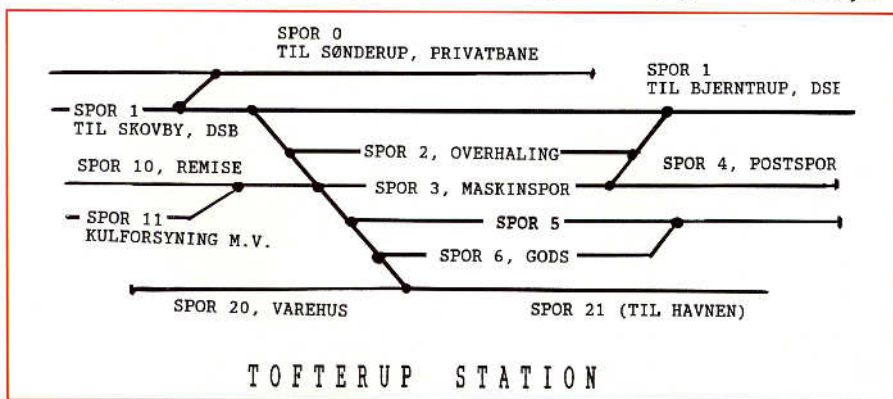 SPOR 0
TIL SØNDERUP, PRIVATBANE
SPOR 1
TIL BJERNTRUP, DSI
SPOR 1
TIL SKOVBY, DSB
SPOR 2, OVERHALING
SPOR 10, REMISE
SPOR 3, MASKINSPOR
SPOR 4, POSTSPOR
SPOR 11
KULFORSYNING M.V.
SPOR 5
SPOR 6, GODS
SPOR 20, VAREHUS
SPOR 21 (TIL HAVNEN)
TOFTERUP STATION